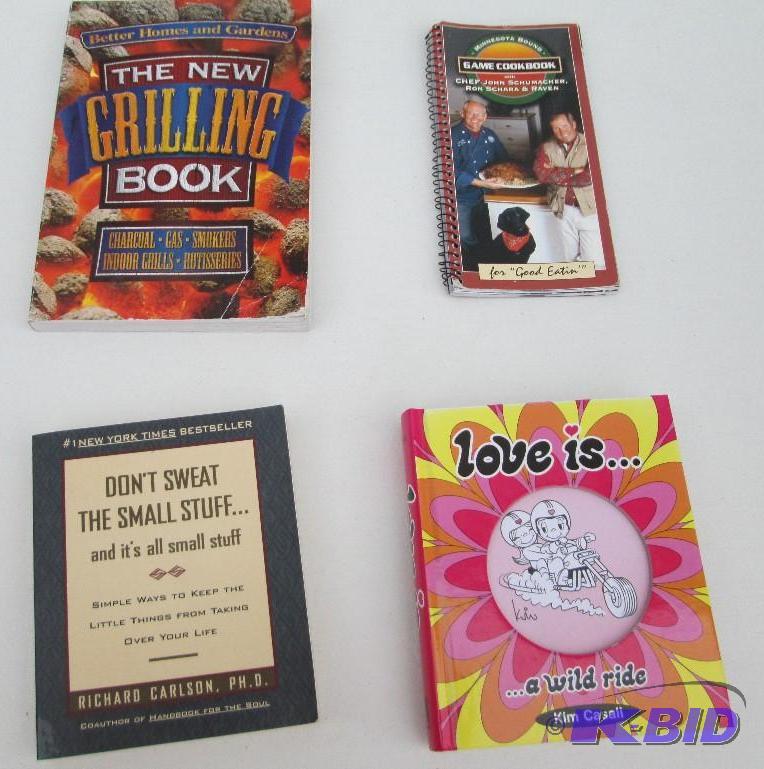 Better Homes and Gardens
THE NEW
GRILLING
BOOK
CHARCOAL · GAS · SMOKERS
INDOOR GRILLS · ROTISSERIES
MINNESOTA BOUND
GAME COOKBOOK
WITH
CHEF JOHN SCHUMACHER,
RON SCHARA & RAVEN
for "Good Eatin'"
#1 NEW YORK TIMES BESTSELLER
DON'T SWEAT
THE SMALL STUFF...
and it's all small stuff
SIMPLE WAYS TO KEEP THE
LITTLE THINGS FROM TAKING
OVER YOUR LIFE
RICHARD CARLSON, PH.D.
COAUTHOR OF HANDBOOK FOR THE SOUL
love is...
Kim
...a wild ride
Kim Casali
© K-BID